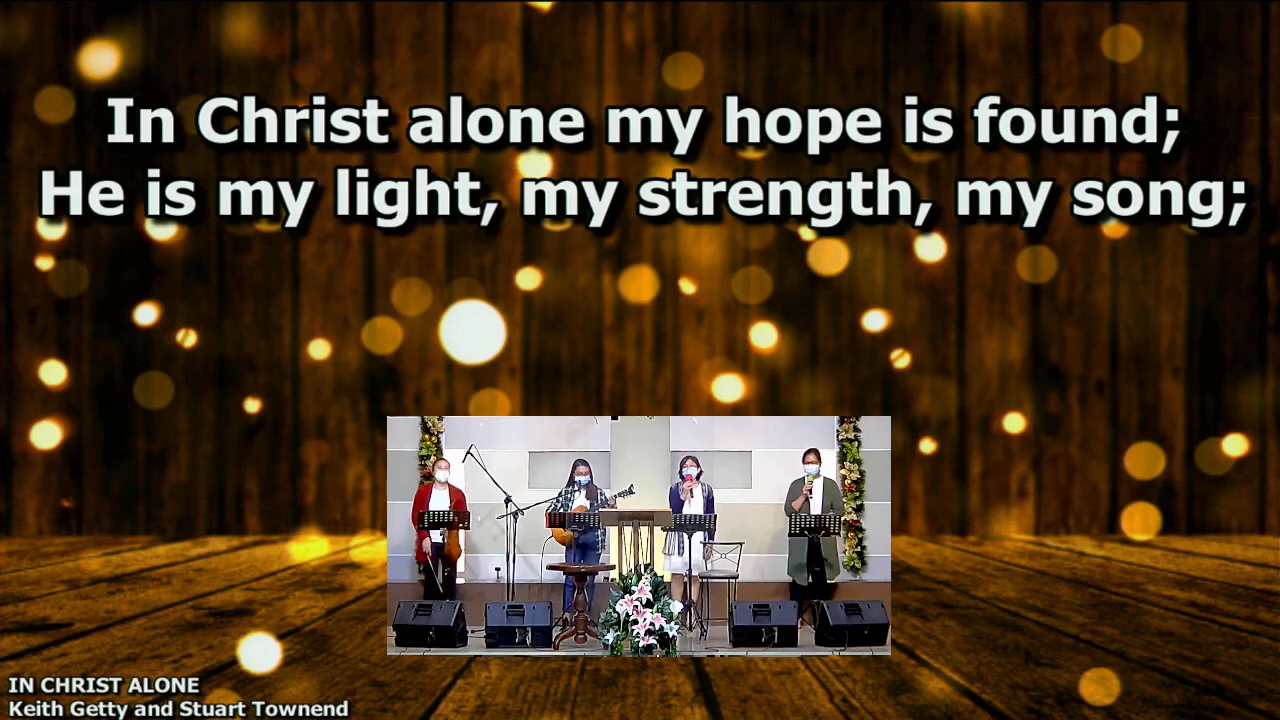 In Christ alone my hope is found;
He is my light, my strength, my song;
IN CHRIST ALONE
Keith Getty and Stuart Townend